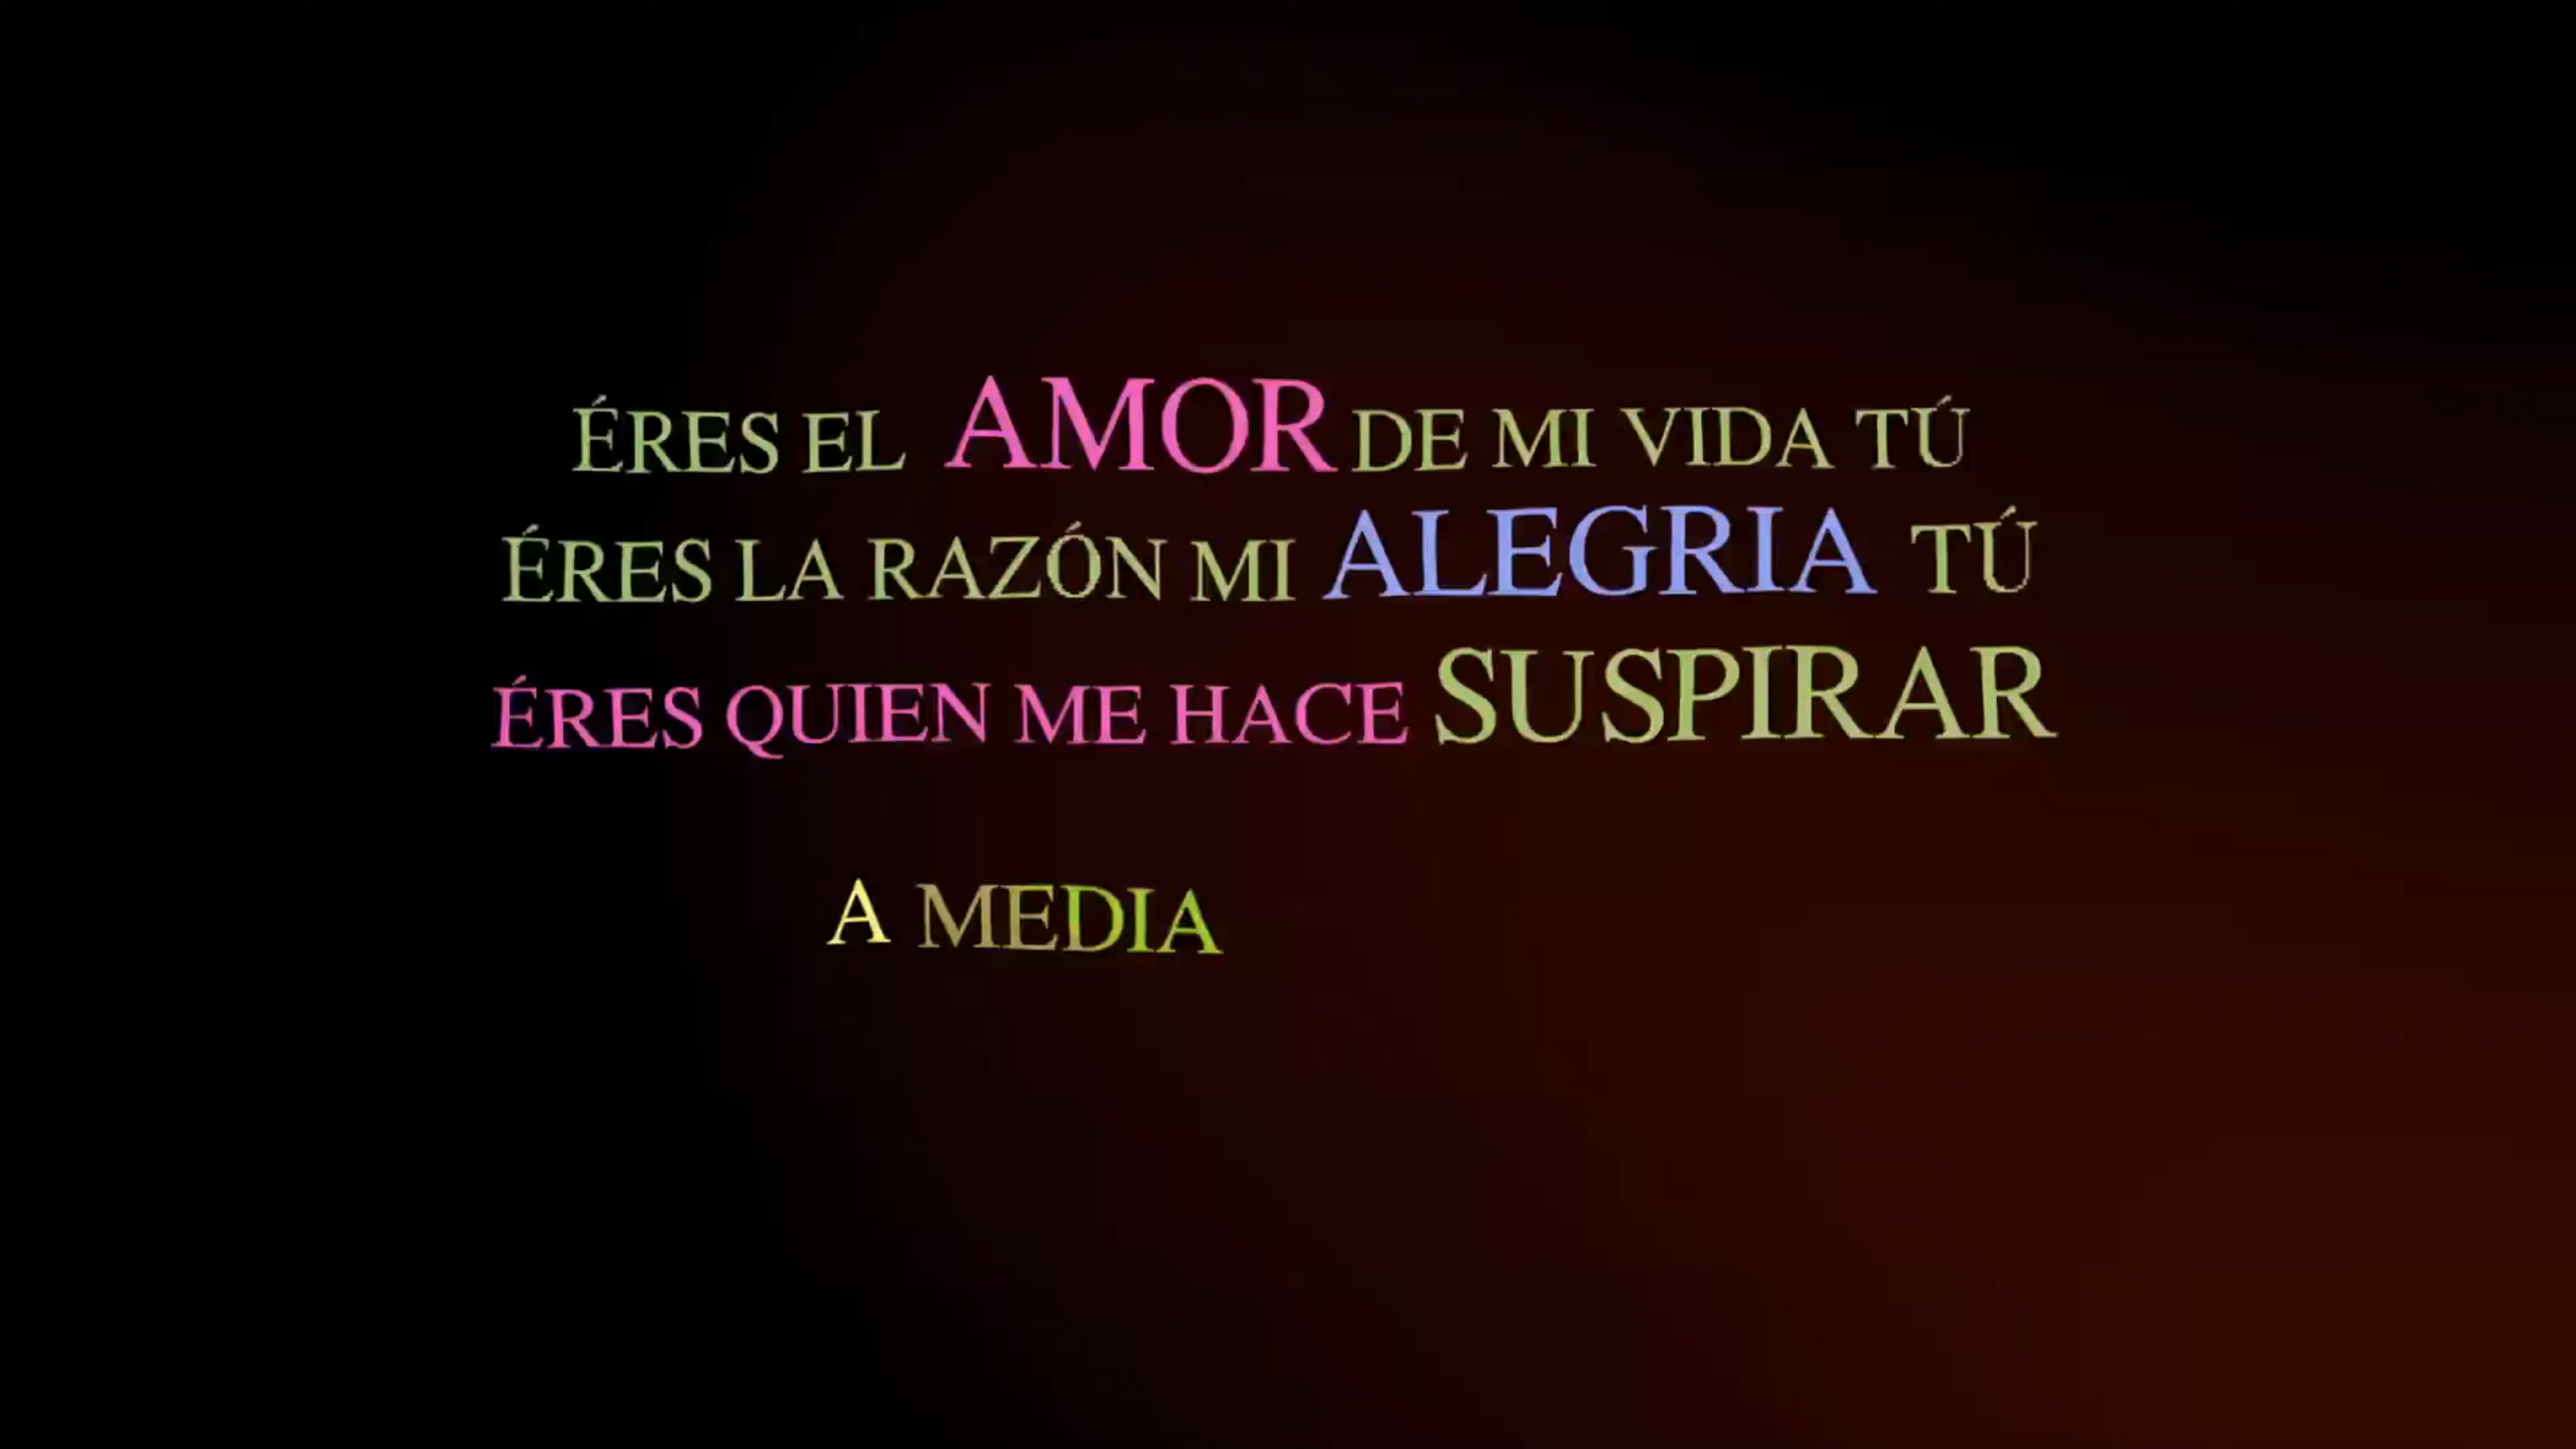 ÉRES EL AMOR DE MI VIDA TÚ
ÉRES LA RAZÓN MI ALEGRIA TÚ
ÉRES QUIEN ME HACE SUSPIRAR
A MEDIA